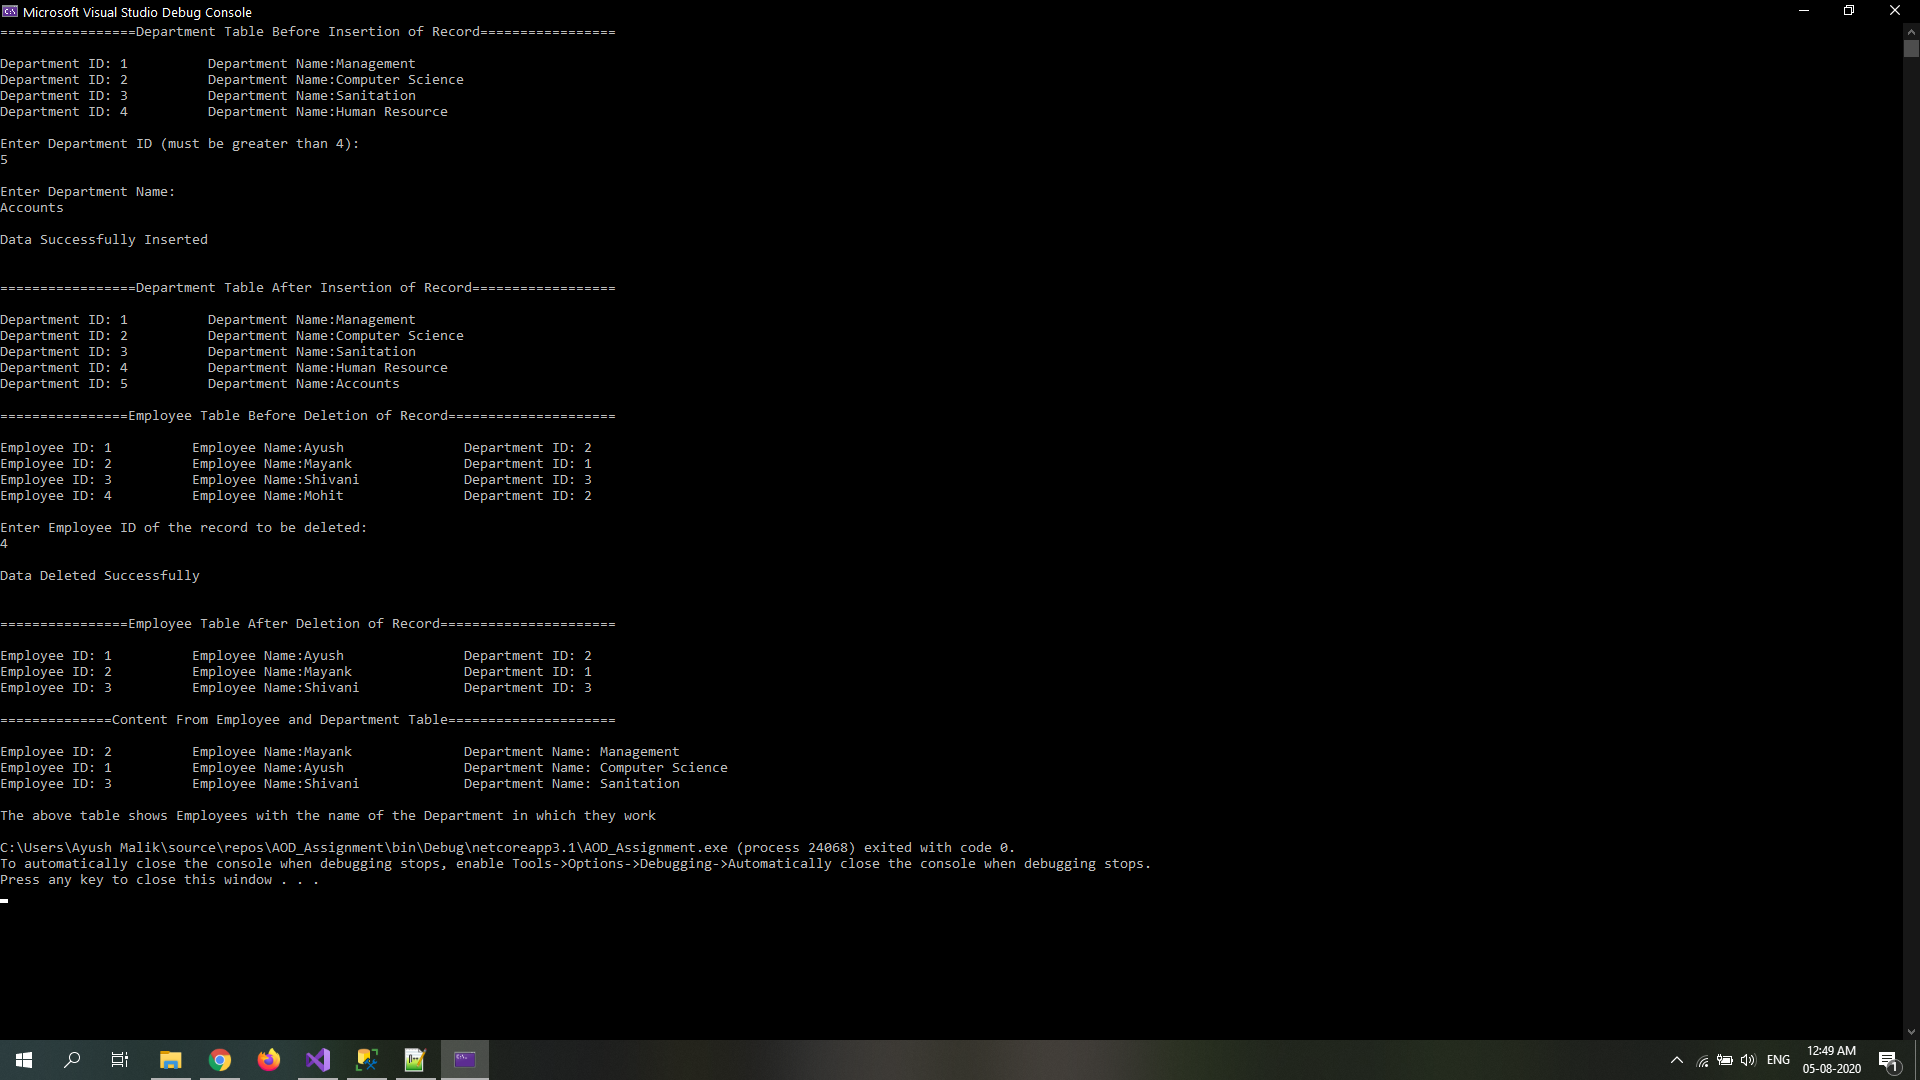 Microsoft Visual Studio Debug Console
=================Department Table Before Insertion of Record=================
Department ID: 1          Department Name:Management
Department ID: 2          Department Name:Computer Science
Department ID: 3          Department Name:Sanitation
Department ID: 4          Department Name:Human Resource
Enter Department ID (must be greater than 4):
5
Enter Department Name:
Accounts
Data Successfully Inserted
=================Department Table After Insertion of Record==================
Department ID: 1          Department Name:Management
Department ID: 2          Department Name:Computer Science
Department ID: 3          Department Name:Sanitation
Department ID: 4          Department Name:Human Resource
Department ID: 5          Department Name:Accounts
================Employee Table Before Deletion of Record=====================
Employee ID: 1          Employee Name:Ayush               Department ID: 2
Employee ID: 2          Employee Name:Mayank              Department ID: 1
Employee ID: 3          Employee Name:Shivani             Department ID: 3
Employee ID: 4          Employee Name:Mohit               Department ID: 2
Enter Employee ID of the record to be deleted:
4
Data Deleted Successfully
================Employee Table After Deletion of Record======================
Employee ID: 1          Employee Name:Ayush               Department ID: 2
Employee ID: 2          Employee Name:Mayank              Department ID: 1
Employee ID: 3          Employee Name:Shivani             Department ID: 3
==============Content From Employee and Department Table=====================
Employee ID: 2          Employee Name:Mayank              Department Name: Management
Employee ID: 1          Employee Name:Ayush               Department Name: Computer Science
Employee ID: 3          Employee Name:Shivani             Department Name: Sanitation
The above table shows Employees with the name of the Department in which they work
C:\Users\Ayush Malik\source\repos\AOD_Assignment\bin\Debug\netcoreapp3.1\AOD_Assignment.exe (process 24068) exited with code 0.
To automatically close the console when debugging stops, enable Tools->Options->Debugging->Automatically close the console when debugging stops.
Press any key to close this window . . .
ENG
12:49 AM
05-08-2020
1